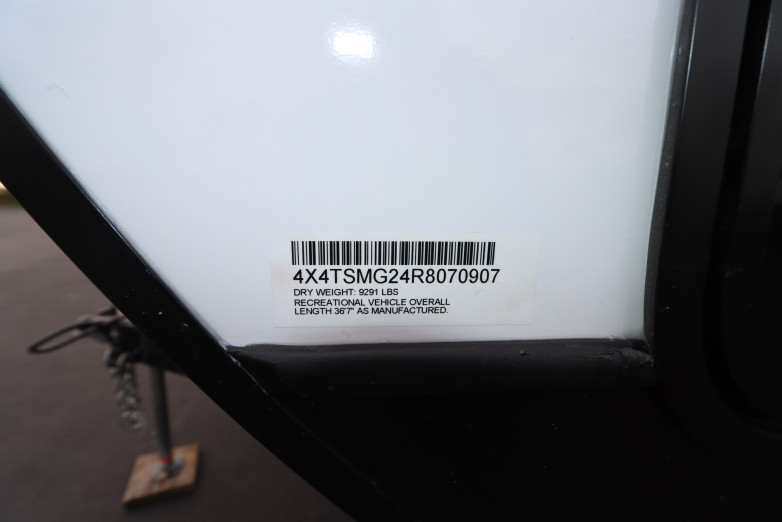 4X4TSMG24R8070907
DRY WEIGHT: 9291 LBS
RECREATIONAL VEHICLE OVERALL
LENGTH 36'7" AS MANUFACTURED.